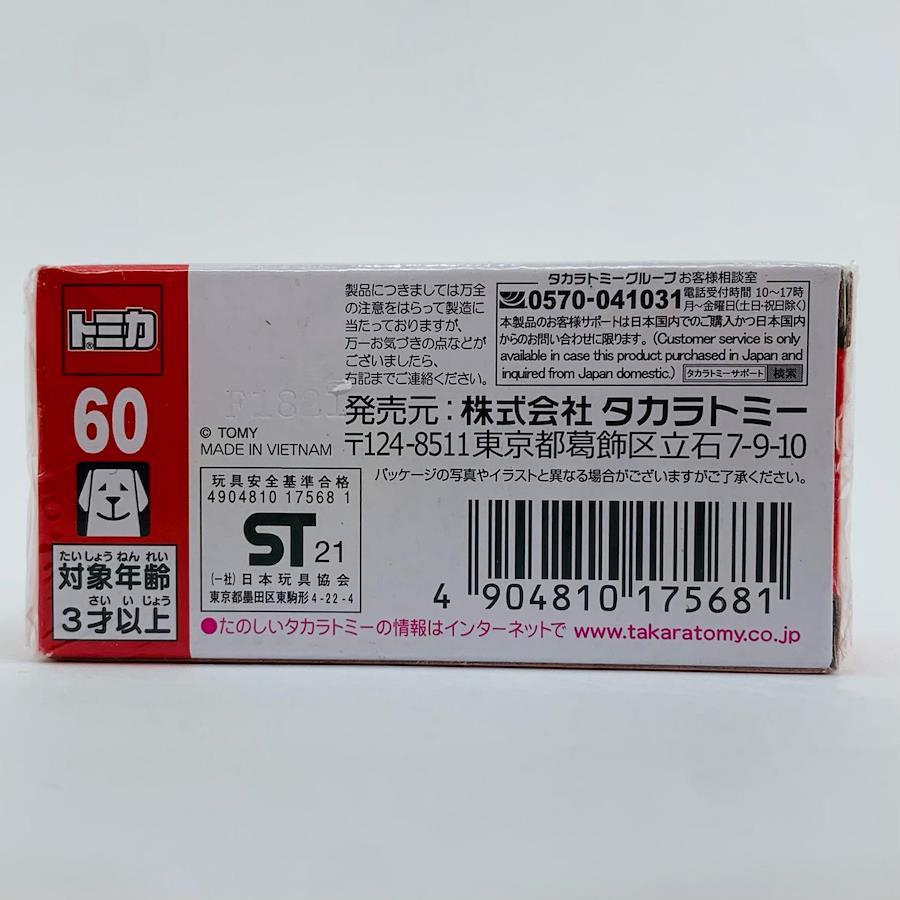 トミカ®
60
たいしょうねんれい
対象年齢
さいいじょう
3才以上
© TOMY
MADE IN VIETNAM
玩具安全基準合格
4904810 17568 1
ST 21
(一社)日本玩具協会
東京都墨田区東駒形4-22-4
製品につきましては万全
の注意をはらって製造に
当たっておりますが、
万一お気づきの点などが
ございましたら、
右記までご連絡ください。
タカラトミーグループ お客様相談室
0570-041031 電話受付時間 10〜17時
月〜金曜日(土日・祝日除く)
本製品のお客様サポートは日本国内でのご購入かつ日本国内
からのお問い合わせに限ります。(Customer service is only
available in case this product purchased in Japan and
inquired from Japan domestic.) タカラトミーサポート 検索
発売元:株式会社 タカラトミー
〒124-8511東京都葛飾区立石7-9-10
パッケージの写真やイラストと異なる場合がございますがご了承ください。
4 904810 175681
●たのしいタカラトミーの情報はインターネットで www.takaratomy.co.jp